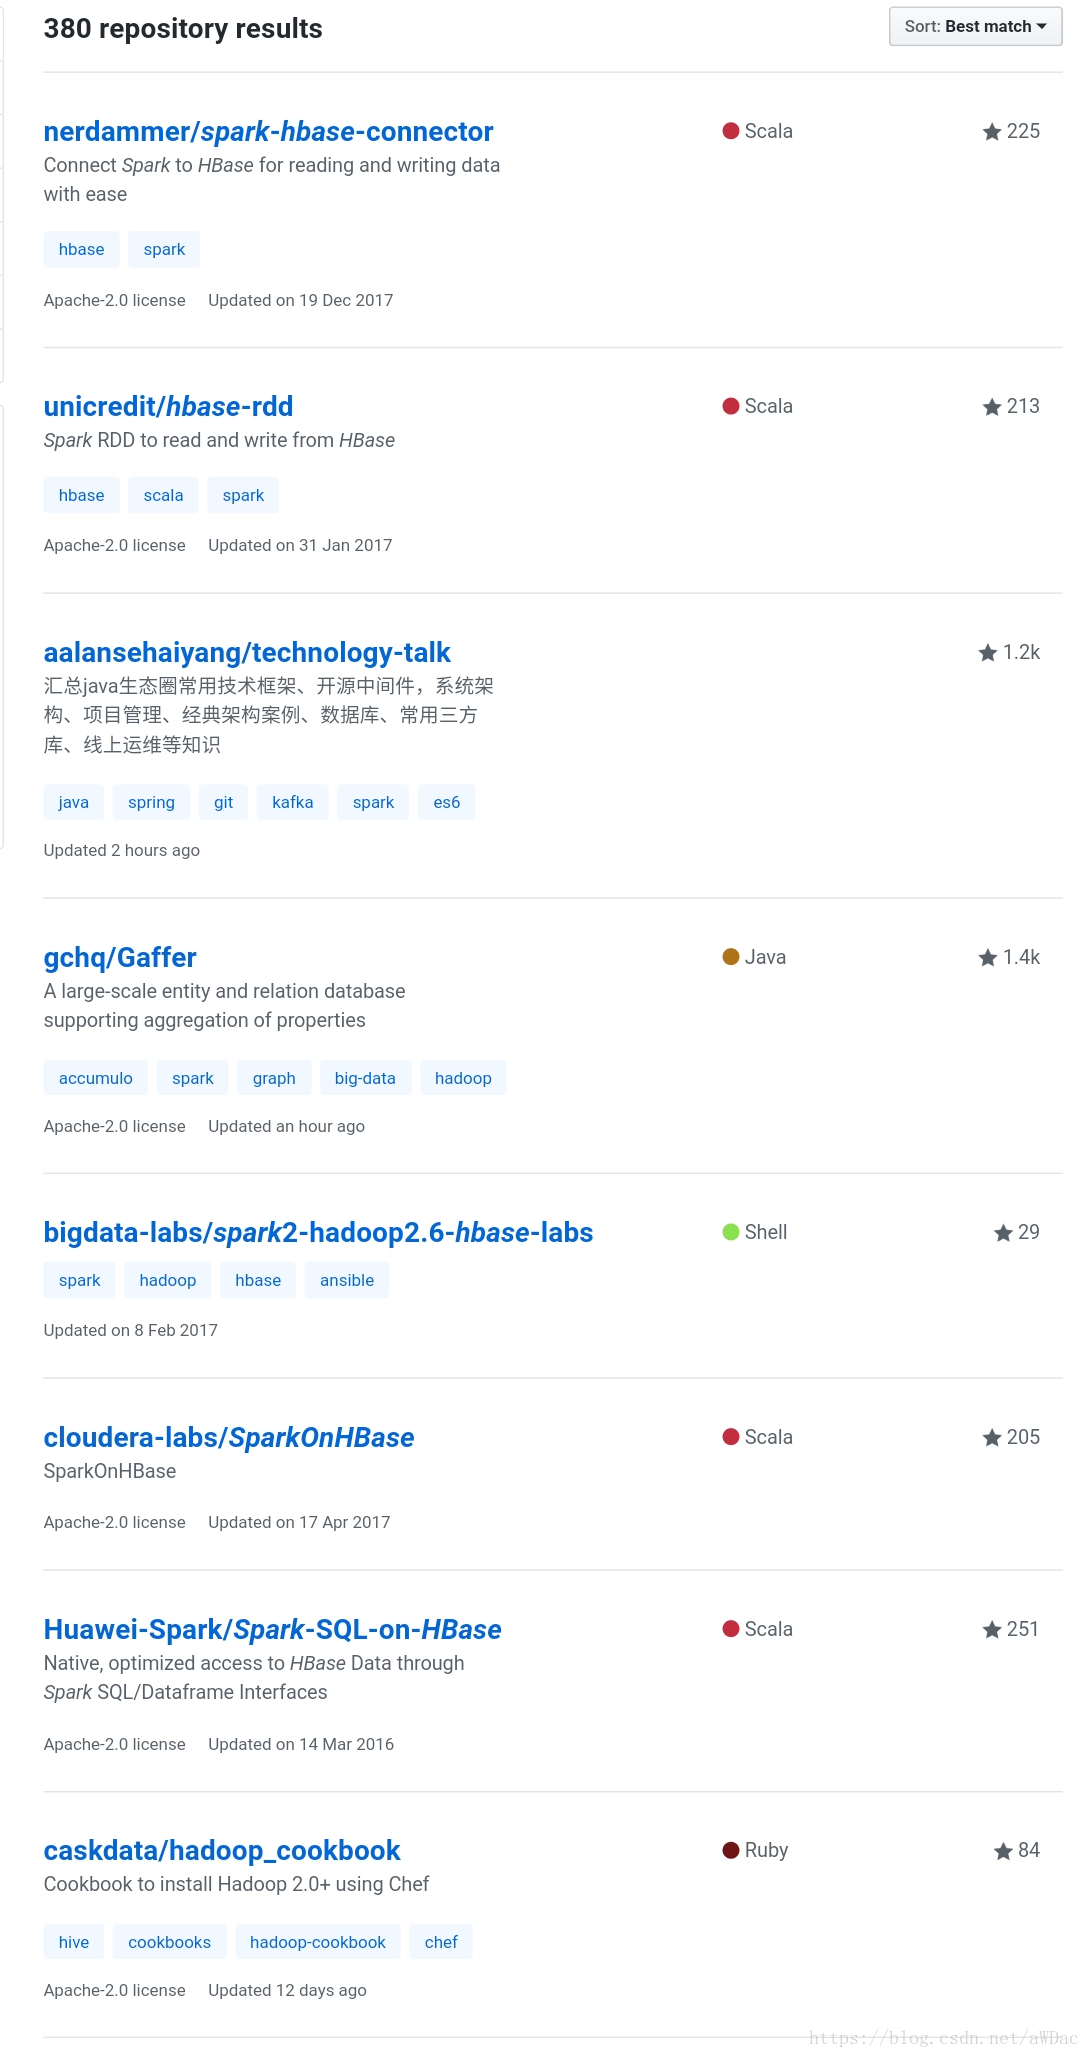 380 repository results
Sort: Best match
nerdammer/spark-hbase-connector
Scala
225
Connect Spark to HBase for reading and writing data
with ease
hbase spark
Apache-2.0 license Updated on 19 Dec 2017
unicredit/hbase-rdd
Scala
213
Spark RDD to read and write from HBase
hbase scala spark
Apache-2.0 license Updated on 31 Jan 2017
aalansehaiyang/technology-talk
1.2k
汇总java生态圈常用技术框架、开源中间件，系统架
构、项目管理、经典架构案例、数据库、常用三方
库、线上运维等知识
java spring git kafka spark es6
Updated 2 hours ago
gchq/Gaffer
Java
1.4k
A large-scale entity and relation database
supporting aggregation of properties
accumulo spark graph big-data hadoop
Apache-2.0 license Updated an hour ago
bigdata-labs/spark2-hadoop2.6-hbase-labs
Shell
29
spark hadoop hbase ansible
Updated on 8 Feb 2017
cloudera-labs/SparkOnHBase
Scala
205
SparkOnHBase
Apache-2.0 license Updated on 17 Apr 2017
Huawei-Spark/Spark-SQL-on-HBase
Scala
251
Native, optimized access to HBase Data through
Spark SQL/Dataframe Interfaces
Apache-2.0 license Updated on 14 Mar 2016
caskdata/hadoop_cookbook
Ruby
84
Cookbook to install Hadoop 2.0+ using Chef
hive cookbooks hadoop-cookbook chef
Apache-2.0 license Updated 12 days ago
https://blog.csdn.net/aWDac